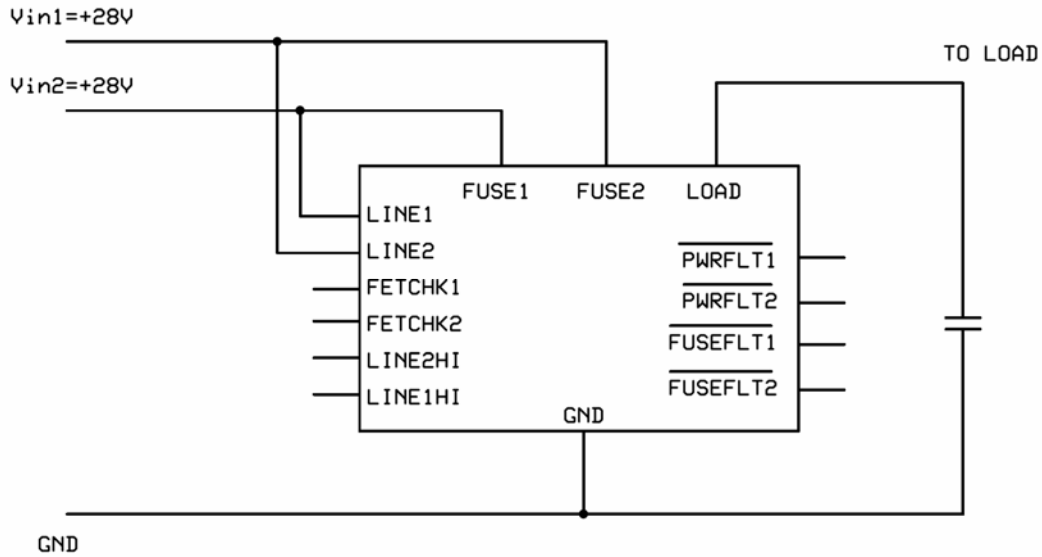 Vin1=+28V
Vin2=+28V
TO LOAD
FUSE1 FUSE2 LOAD
LINE1
LINE2
FETCHK1
FETCHK2
LINE2HI
LINE1HI
PWRFLT1
PWRFLT2
FUSEFLT1
FUSEFLT2
GND
GND